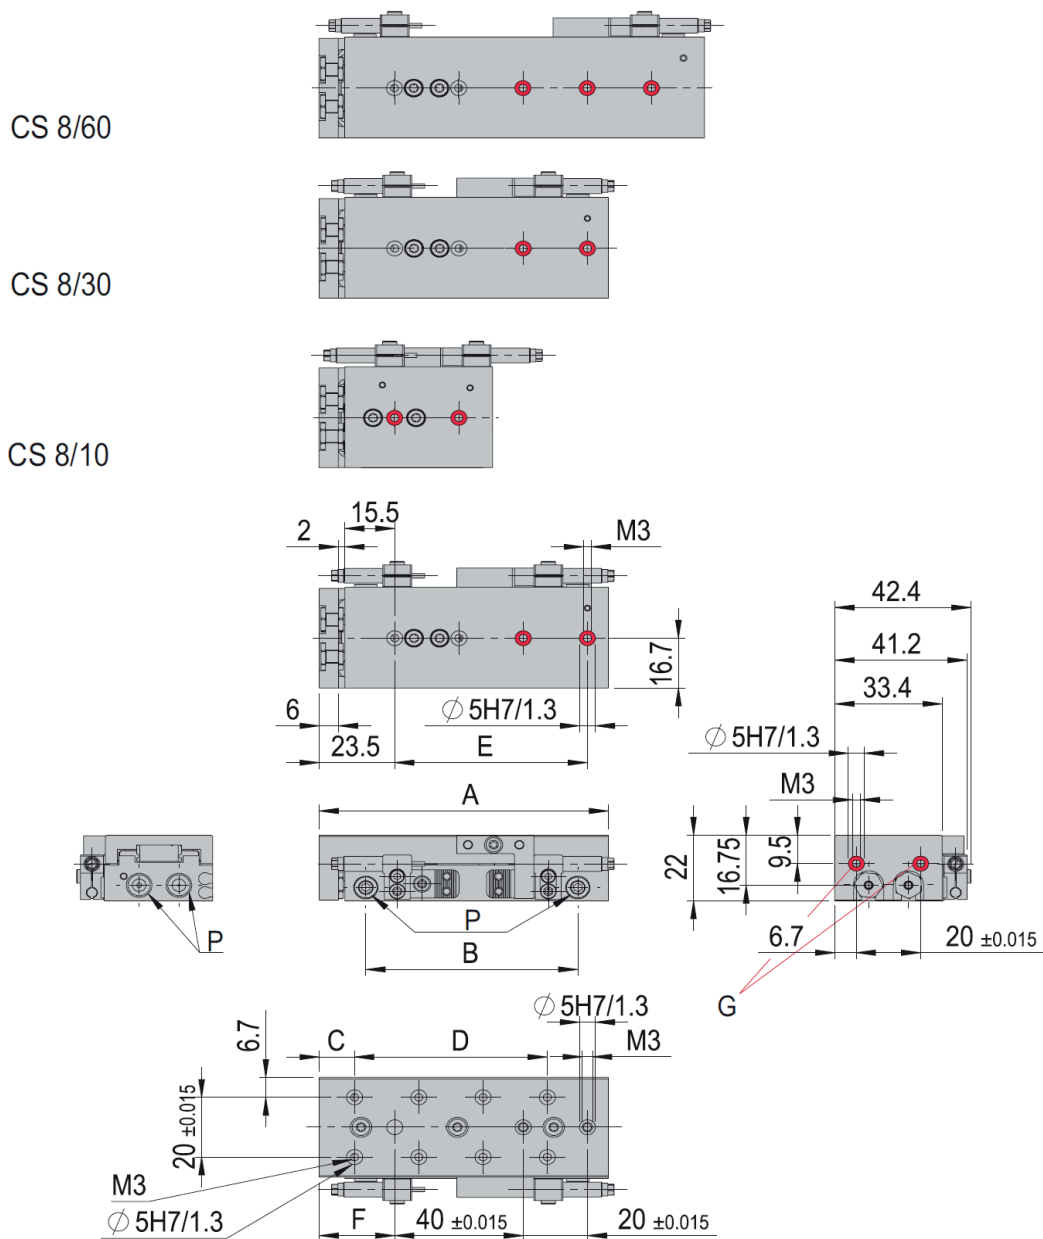 CS 8/60
CS 8/30
CS 8/10
15.5
2
M3
16.7
6
∅ 5H7/1.3
23.5
E
42.4
41.2
33.4
∅ 5H7/1.3
M3
A
22
16.75
9.5
P
P
B
6.7
20 ±0.015
G
∅ 5H7/1.3
6.7
C
D
M3
20 ±0.015
M3
∅ 5H7/1.3
F
40 ±0.015
20 ±0.015